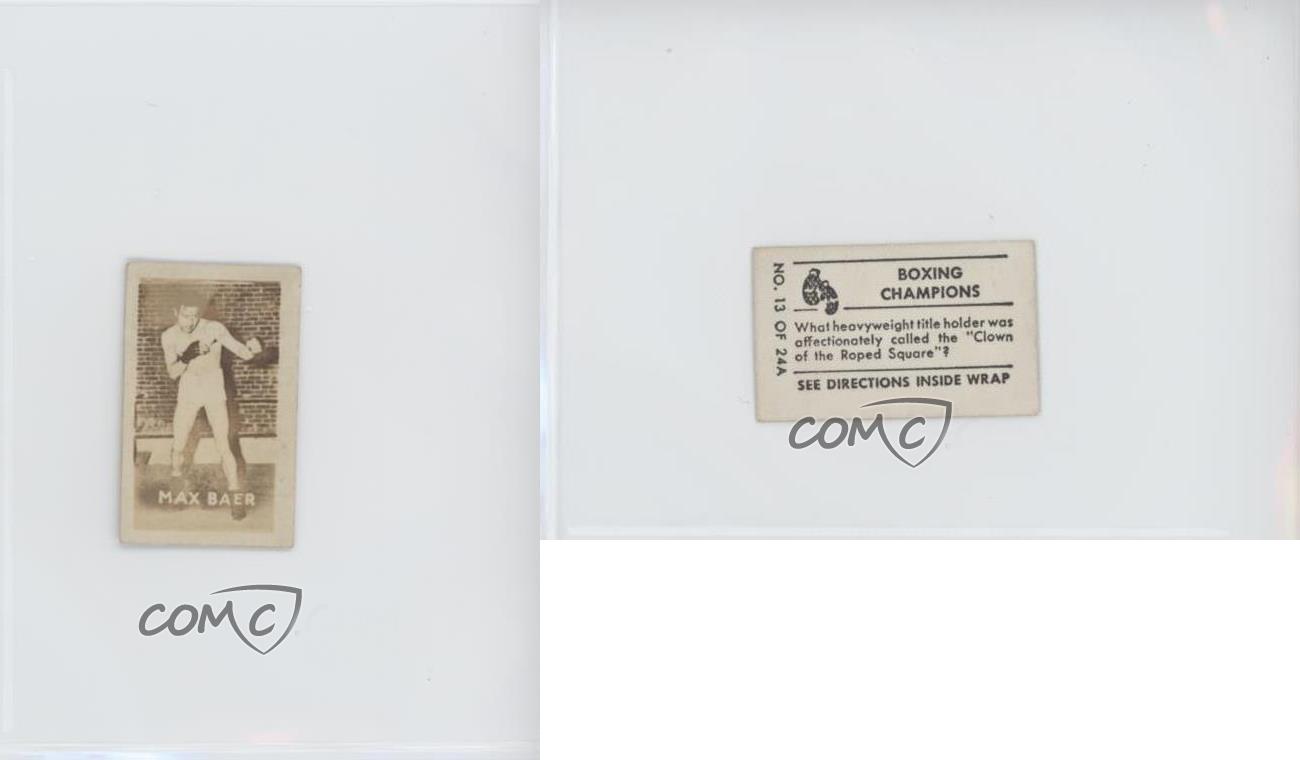 MAX BAER
COMC
NO. 13 OF 24A
BOXING
CHAMPIONS
What heavyweight title holder was
affectionately called the "Clown
of the Roped Square"?
SEE DIRECTIONS INSIDE WRAP
COMC